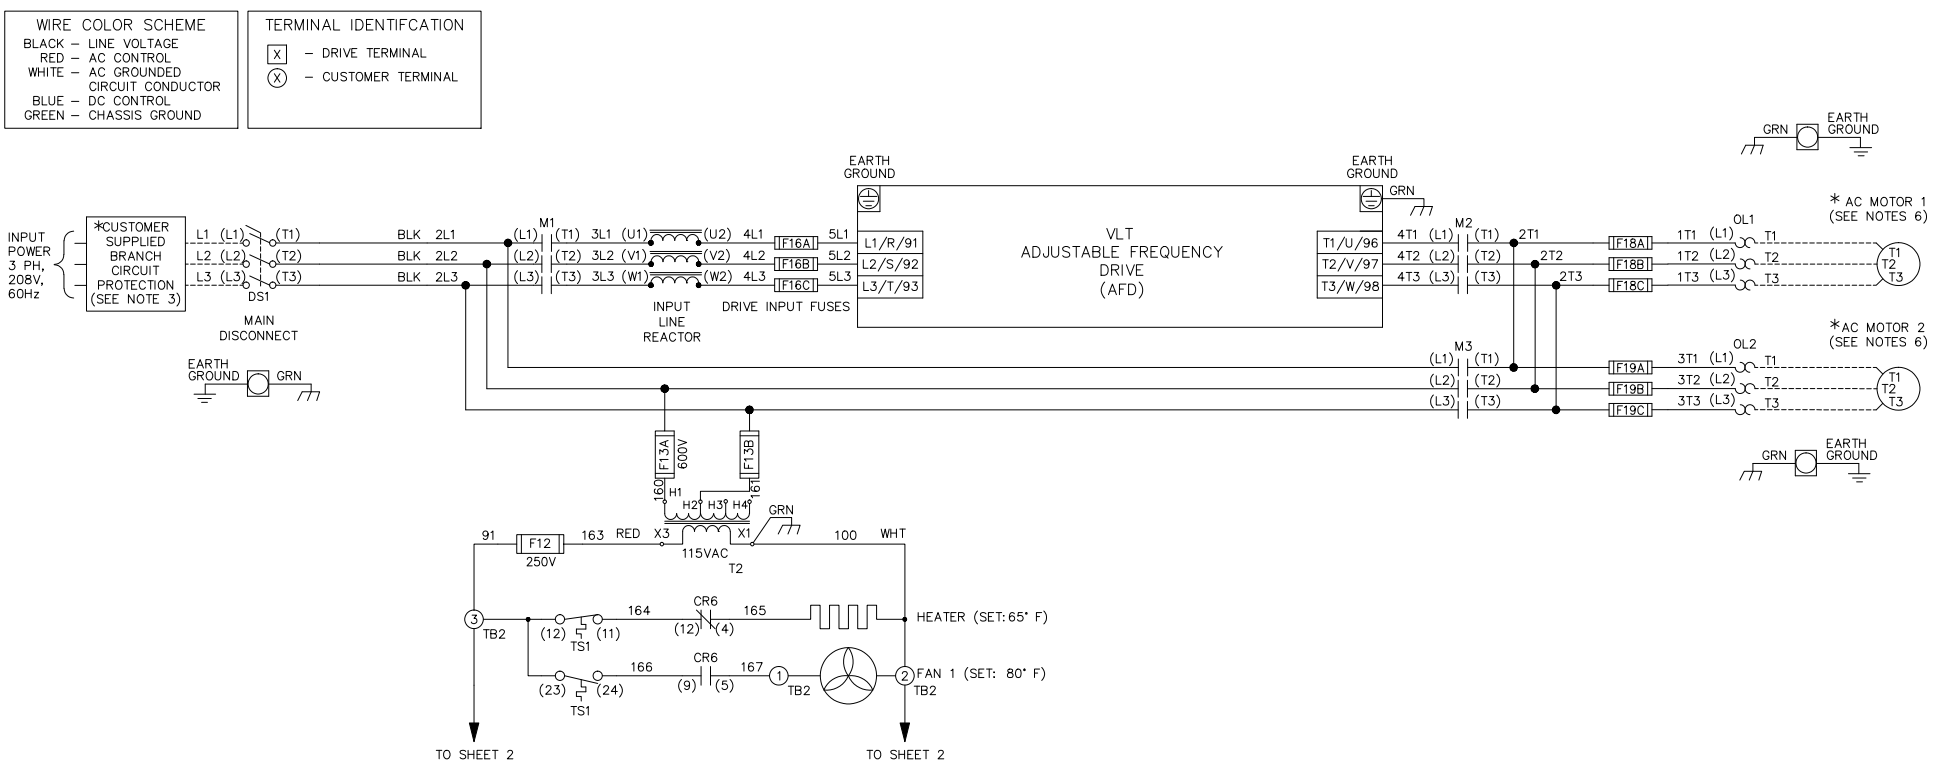 WIRE COLOR SCHEME
BLACK – LINE VOLTAGE
RED – AC CONTROL
WHITE – AC GROUNDED
CIRCUIT CONDUCTOR
BLUE – DC CONTROL
GREEN – CHASSIS GROUND
TERMINAL IDENTIFCATION
X – DRIVE TERMINAL
X – CUSTOMER TERMINAL
GRN
EARTH
GROUND
EARTH
GROUND
EARTH
GROUND
GRN
INPUT
POWER
3 PH,
208V,
60Hz
*CUSTOMER
SUPPLIED
BRANCH
CIRCUIT
PROTECTION
(SEE NOTE 3)
L1 (L1) (T1) BLK 2L1 (L1) M1 (T1) 3L1 (U1) (U2) 4L1 F16A 5L1 L1/R/91
L2 (L2) (T2) BLK 2L2 (L2) (T2) 3L2 (V1) (V2) 4L2 F16B 5L2 L2/S/92
L3 (L3) (T3) BLK 2L3 (L3) (T3) 3L3 (W1) (W2) 4L3 F16C 5L3 L3/T/93
DS1
MAIN
DISCONNECT
INPUT
LINE
REACTOR
DRIVE INPUT FUSES
VLT
ADJUSTABLE FREQUENCY
DRIVE
(AFD)
T1/U/96 4T1 (L1) M2 (T1) 2T1 F18A 1T1 (L1) OL1 T1
T2/V/97 4T2 (L2) (T2) 2T2 F18B 1T2 (L2) T2
T3/W/98 4T3 (L3) (T3) 2T3 F18C 1T3 (L3) T3
* AC MOTOR 1
(SEE NOTES 6)
T1
T2
T3
EARTH
GROUND
GRN
(L1) M3 (T1) F19A 3T1 (L1) OL2 T1
(L2) (T2) F19B 3T2 (L2) T2
(L3) (T3) F19C 3T3 (L3) T3
*AC MOTOR 2
(SEE NOTES 6)
T1
T2
T3
GRN
EARTH
GROUND
F13A
600V
F13B
160
161
H1
H2 H3 H4
GRN
91 F12 163 RED X3 X1 100 WHT
250V
115VAC
T2
3
TB2
(12) (11)
TS1
164
CR6
(12) (4)
165
HEATER (SET:65° F)
(23) (24)
TS1
166
CR6
(9) (5)
167
1
TB2
2
TB2
FAN 1 (SET: 80° F)
TO SHEET 2
TO SHEET 2